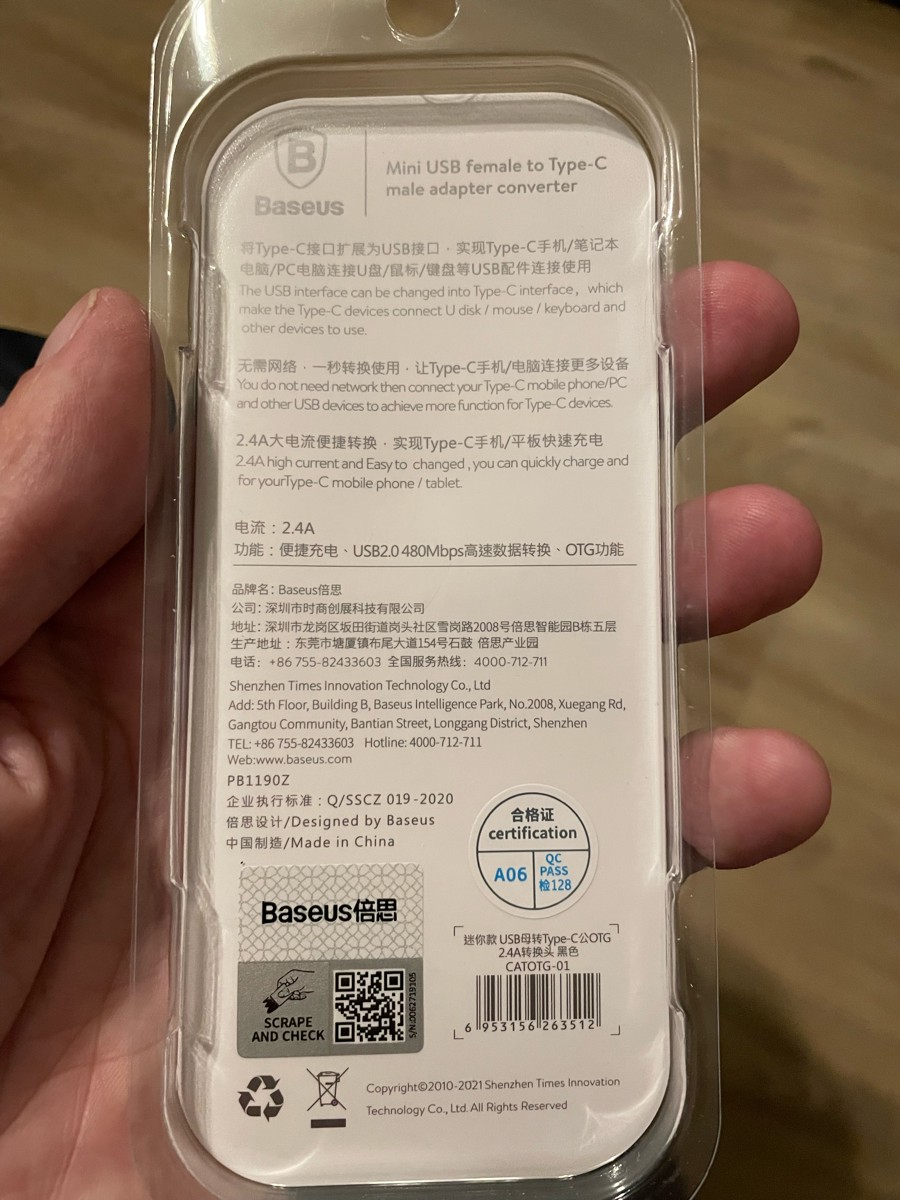 B
Baseus
Mini USB female to Type-C
male adapter converter
将Type-C接口扩展为USB接口，实现Type-C手机/笔记本
电脑/PC电脑连接U盘/鼠标/键盘等USB配件连接使用
The USB interface can be changed into Type-C interface，which
make the Type-C devices connect U disk / mouse / keyboard and
other devices to use.
无需网络，一秒转换使用，让Type-C手机/电脑连接更多设备
You do not need network then connect your Type-C mobile phone/PC
and other USB devices to achieve more function for Type-C devices.
2.4A大电流便捷转换，实现Type-C手机/平板快速充电
2.4A high current and Easy to changed , you can quickly charge and
for yourType-C mobile phone / tablet.
电流：2.4A
功能：便捷充电、USB2.0 480Mbps高速数据转换、OTG功能
品牌名：Baseus倍思
公司：深圳市时商创展科技有限公司
地址：深圳市龙岗区坂田街道岗头社区雪岗路2008号倍思智能园B栋五层
生产地址：东莞市塘厦镇布尾大道154号石鼓 倍思产业园
电话：+86 755-82433603 全国服务热线：4000-712-711
Shenzhen Times Innovation Technology Co., Ltd
Add: 5th Floor, Building B, Baseus Intelligence Park, No.2008, Xuegang Rd,
Gangtou Community, Bantian Street, Longgang District, Shenzhen
TEL: +86 755-82433603 Hotline: 4000-712-711
Web:www.baseus.com
PB1190Z
企业执行标准：Q/SSCZ 019-2020
倍思设计/Designed by Baseus
中国制造/Made in China
合格证
certification
A06
QC
PASS
检128
Baseus倍思
SCRAPE
AND CHECK
S/N:0062719105
迷你款 USB母转Type-C公OTG
2.4A转换头 黑色
CATOTG-01
6 953156 263512
Copyright©2010-2021 Shenzhen Times Innovation
Technology Co., Ltd. All Rights Reserved